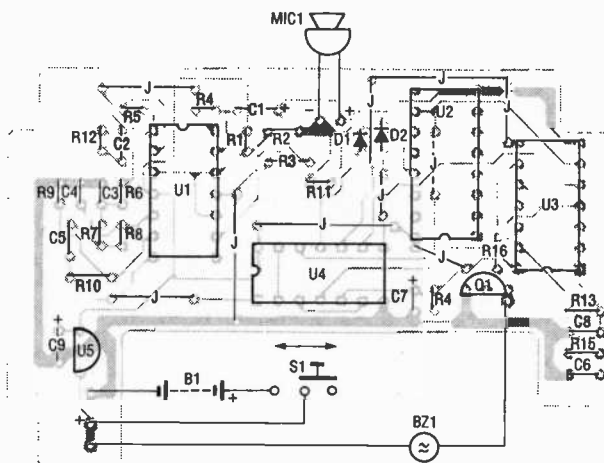 MIC1
J J
R4
R5 C1 + - + U2
R12 C2 R1 R2 D1 D2
R3
R9 C4 C3 R6 U1 R11 J U3
C5 R7 R8 J J J
R16
R10 U4 Q1
J C7 R4 R13
C8
C9 U5 R15
S1 C6
B1
+
+ BZ1